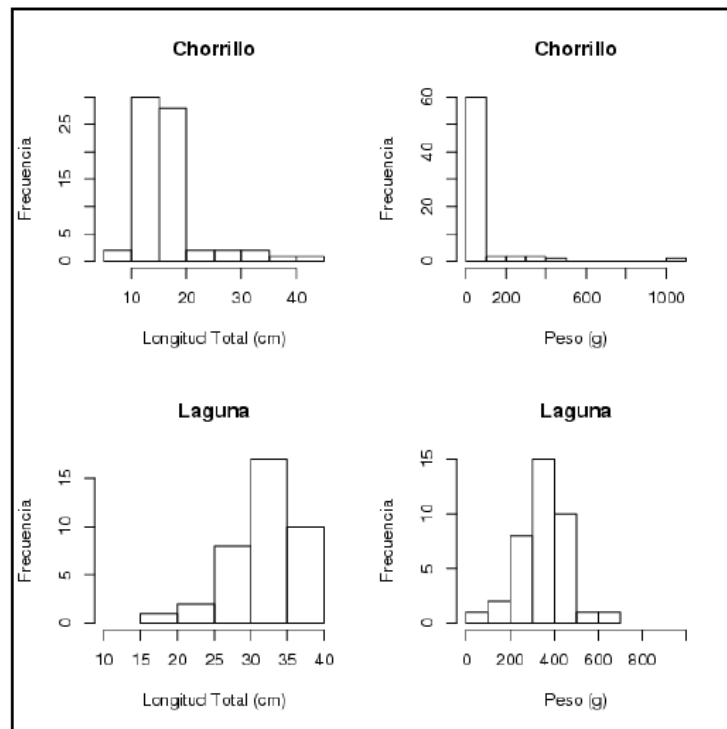 Chorrillo
Frecuencia
25
15
5
0
10 20 30 40
Longitud Total (cm)
Chorrillo
Frecuencia
60
40
20
0
0 200 600 1000
Peso (g)
Laguna
Frecuencia
15
10
5
0
10 15 20 25 30 35 40
Longitud Total (cm)
Laguna
Frecuencia
15
10
5
0
0 200 400 600 800
Peso (g)